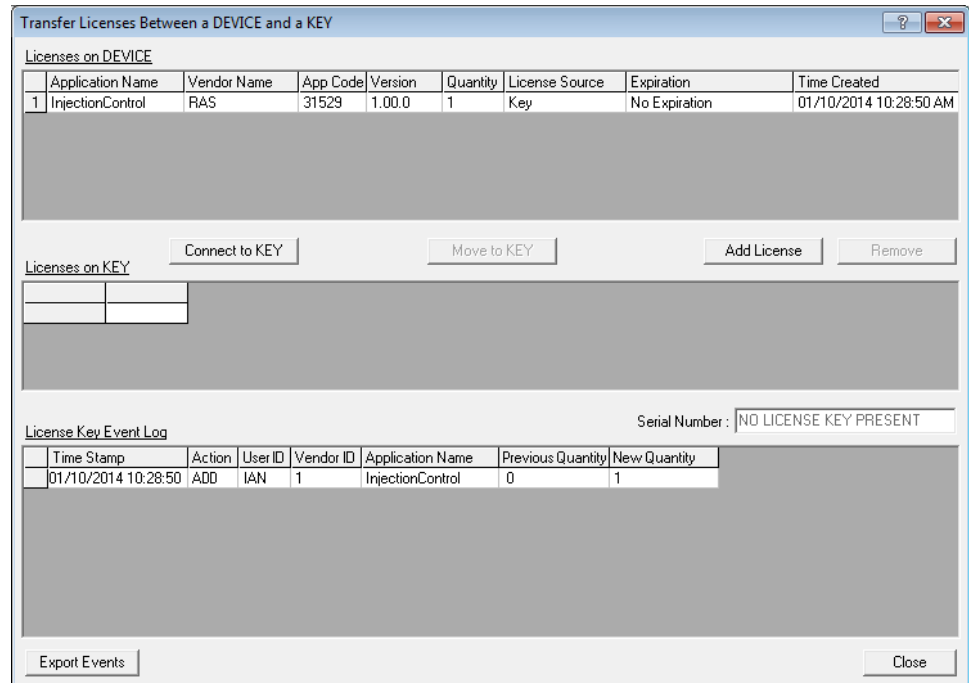 Transfer Licenses Between a DEVICE and a KEY
Licenses on DEVICE
Application Name Vendor Name App Code Version Quantity License Source Expiration Time Created
1 InjectionControl RAS 31529 1.00.0 1 Key No Expiration 01/10/2014 10:28:50 AM
Connect to KEY Move to KEY Add License Remove
Licenses on KEY
Serial Number : NO LICENSE KEY PRESENT
License Key Event Log
Time Stamp Action User ID Vendor ID Application Name Previous Quantity New Quantity
01/10/2014 10:28:50 ADD IAN 1 InjectionControl 0 1
Export Events Close